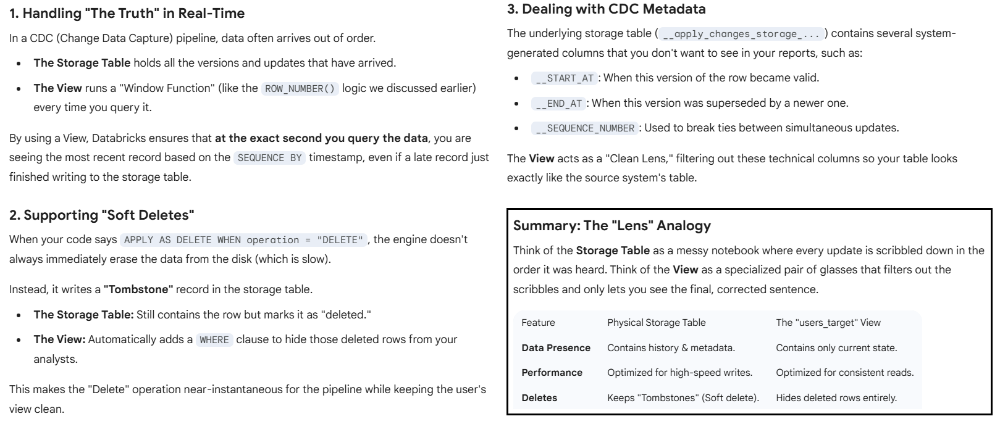 1. Handling "The Truth" in Real-Time
In a CDC (Change Data Capture) pipeline, data often arrives out of order.
• The Storage Table holds all the versions and updates that have arrived.
• The View runs a "Window Function" (like the ROW_NUMBER() logic we discussed earlier)
every time you query it.
By using a View, Databricks ensures that at the exact second you query the data, you are
seeing the most recent record based on the SEQUENCE BY timestamp, even if a late record just
finished writing to the storage table.
2. Supporting "Soft Deletes"
When your code says APPLY AS DELETE WHEN operation = "DELETE", the engine doesn't
always immediately erase the data from the disk (which is slow).
Instead, it writes a "Tombstone" record in the storage table.
• The Storage Table: Still contains the row but marks it as "deleted."
• The View: Automatically adds a WHERE clause to hide those deleted rows from your
analysts.
This makes the "Delete" operation near-instantaneous for the pipeline while keeping the user's
view clean.
3. Dealing with CDC Metadata
The underlying storage table (__apply_changes_storage_...) contains several system-
generated columns that you don't want to see in your reports, such as:
• __START_AT: When this version of the row became valid.
• __END_AT: When this version was superseded by a newer one.
• __SEQUENCE_NUMBER: Used to break ties between simultaneous updates.
The View acts as a "Clean Lens," filtering out these technical columns so your table looks
exactly like the source system's table.
Summary: The "Lens" Analogy
Think of the Storage Table as a messy notebook where every update is scribbled down in the
order it was heard. Think of the View as a specialized pair of glasses that filters out the
scribbles and only lets you see the final, corrected sentence.
Feature Physical Storage Table The "users_target" View
Data Presence Contains history & metadata. Contains only current state.
Performance Optimized for high-speed writes. Optimized for consistent reads.
Deletes Keeps "Tombstones" (Soft delete). Hides deleted rows entirely.